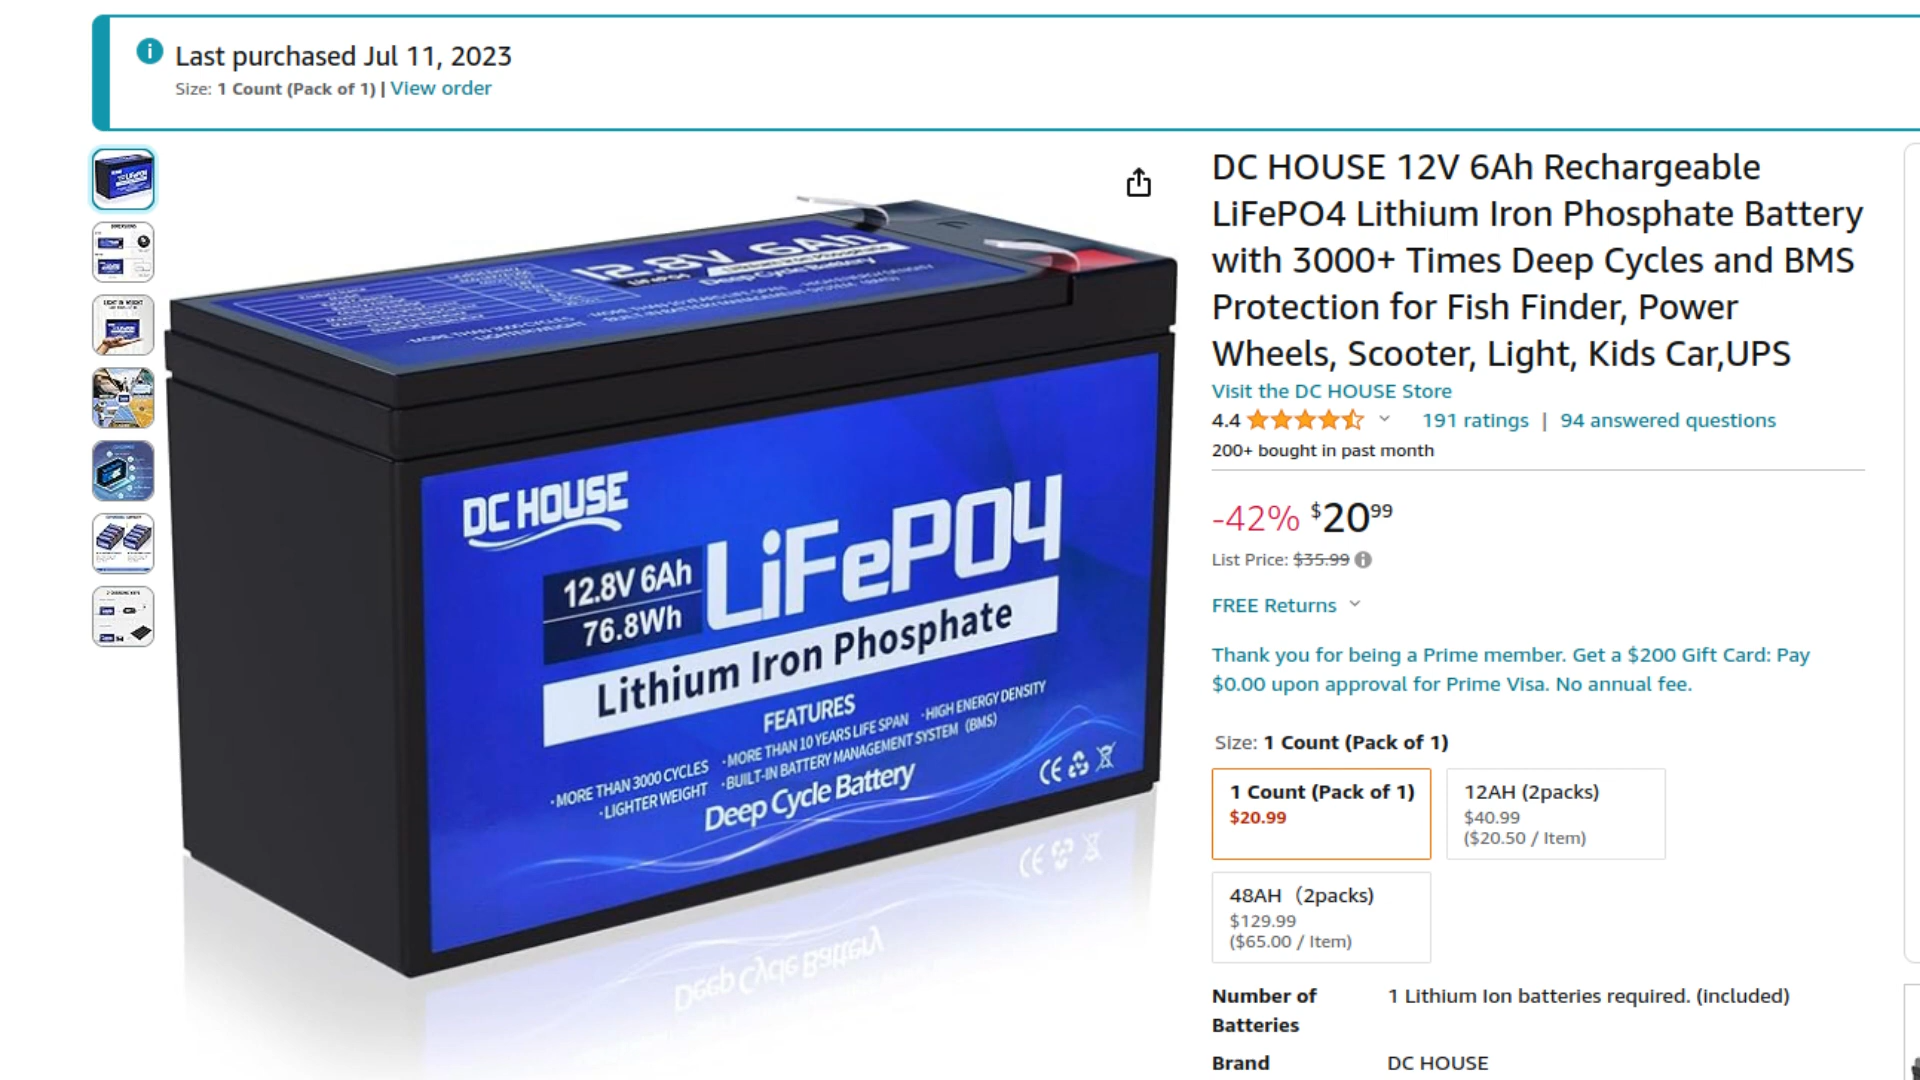 Last purchased Jul 11, 2023
Size: 1 Count (Pack of 1) | View order
DC HOUSE 12V 6Ah Rechargeable
LiFePO4 Lithium Iron Phosphate Battery
with 3000+ Times Deep Cycles and BMS
Protection for Fish Finder, Power
Wheels, Scooter, Light, Kids Car,UPS
Visit the DC HOUSE Store
4.4 191 ratings | 94 answered questions
200+ bought in past month
-42% $20.99
List Price: $35.99
FREE Returns
Thank you for being a Prime member. Get a $200 Gift Card: Pay
$0.00 upon approval for Prime Visa. No annual fee.
Size: 1 Count (Pack of 1)
1 Count (Pack of 1)
$20.99
12AH (2packs)
$40.99
($20.50 / Item)
48AH（2packs)
$129.99
($65.00 / Item)
Number of Batteries
1 Lithium Ion batteries required. (included)
Brand
DC HOUSE
12.8V 6Ah
Deep Cycle Battery
DC HOUSE
12.8V 6Ah
76.8Wh
LiFePO4
Lithium Iron Phosphate
FEATURES
·MORE THAN 3000 CYCLES
·MORE THAN 10 YEARS LIFE SPAN
·HIGH ENERGY DENSITY
·LIGHTER WEIGHT
·BUILT-IN BATTERY MANAGEMENT SYSTEM (BMS)
Deep Cycle Battery
CE